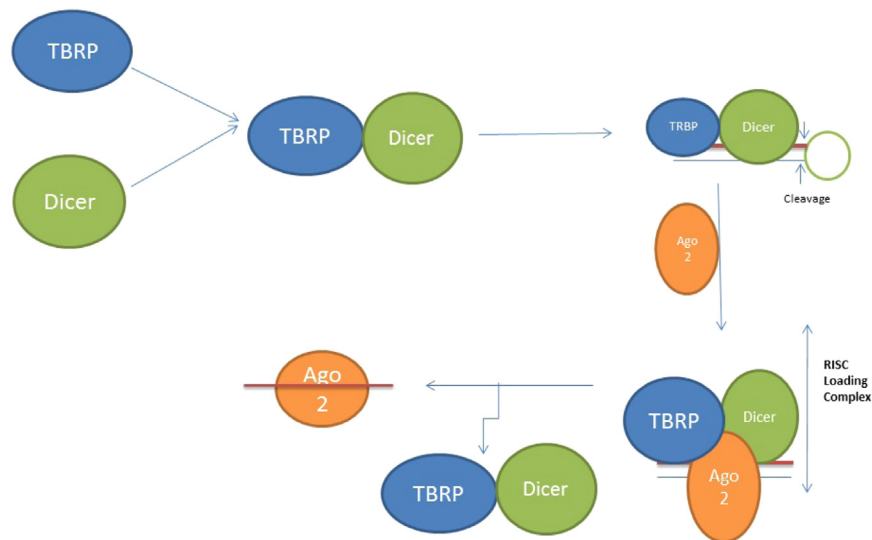 TBRP
Dicer
TBRP
Dicer
TRBP
Dicer
Cleavage
Ago
2
RISC
Loading
Complex
TBRP
Dicer
Ago
2
Ago
2
TBRP
Dicer